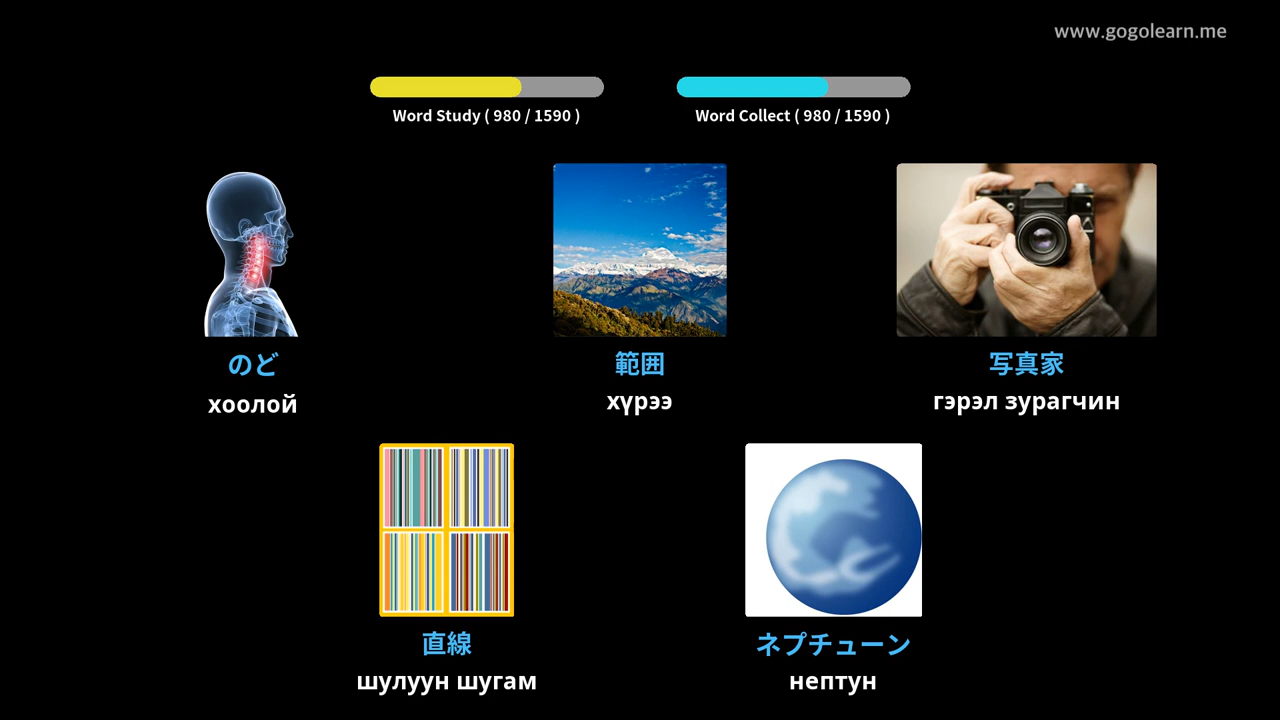 www.gogolearn.me
Word Study ( 980 / 1590 )
Word Collect ( 980 / 1590 )
のど
хоолой
範囲
хүрээ
写真家
гэрэл зурагчин
直線
шулуун шугам
ネプチューン
нептун